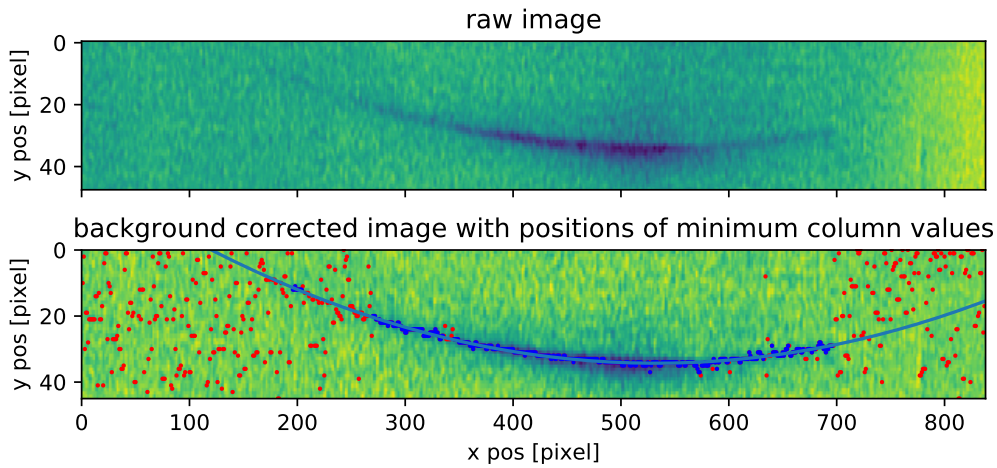 raw image
0
20
40
y pos [pixel]
background corrected image with positions of minimum column values
0
20
40
y pos [pixel]
0 100 200 300 400 500 600 700 800
x pos [pixel]